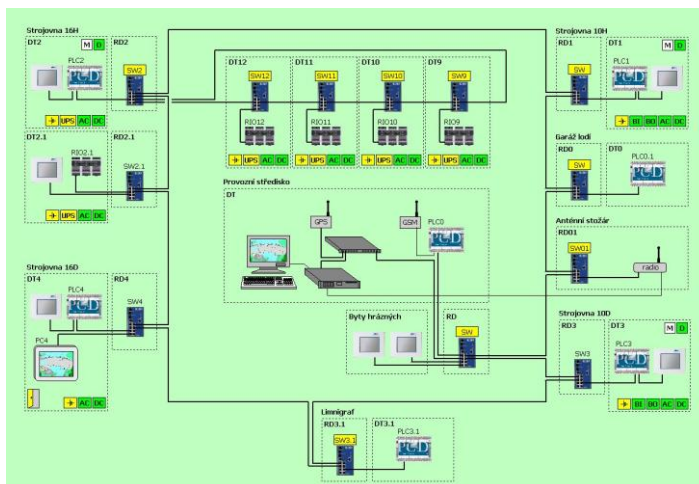 Strojovna 16H
DT2
M D
PLC2
RD2
SW2
UPS AC DC
DT2.1
RIO2.1
RD2.1
SW2.1
UPS AC DC
DT12
SW12
RIO12
UPS AC DC
DT11
SW11
RIO11
UPS AC DC
DT10
SW10
RIO10
UPS AC DC
DT9
SW9
RIO9
UPS AC DC
Strojovna 10H
RD1
SW
DT1
M D
PLC1
BI BO AC DC
Garáž lodí
RD0
SW
DT0
PLC0.1
Anténní stožár
RD01
SW01
radio
Provozní středisko
DT
GPS
GSM
PLC0
Strojovna 16D
DT4
PLC4
PC4
RD4
SW4
AC DC
Byty hrázných
RD
SW
Strojovna 10D
RD3
SW3
DT3
M D
PLC3
BI BO AC DC
Limnigraf
RD3.1
SW3.1
DT3.1
PLC3.1